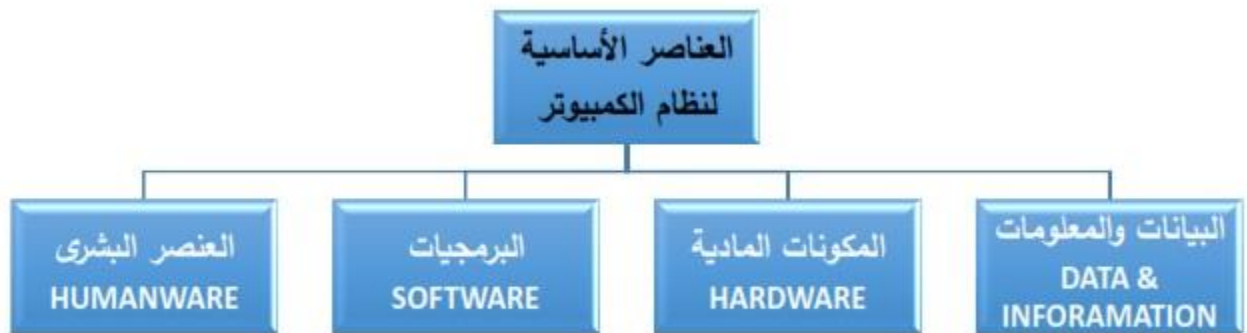 العناصر الأساسية
لنظام الكمبيوتر
البيانات والمعلومات
DATA &
INFORAMATION
المكونات المادية
HARDWARE
البرمجيات
SOFTWARE
العنصر البشرى
HUMANWARE